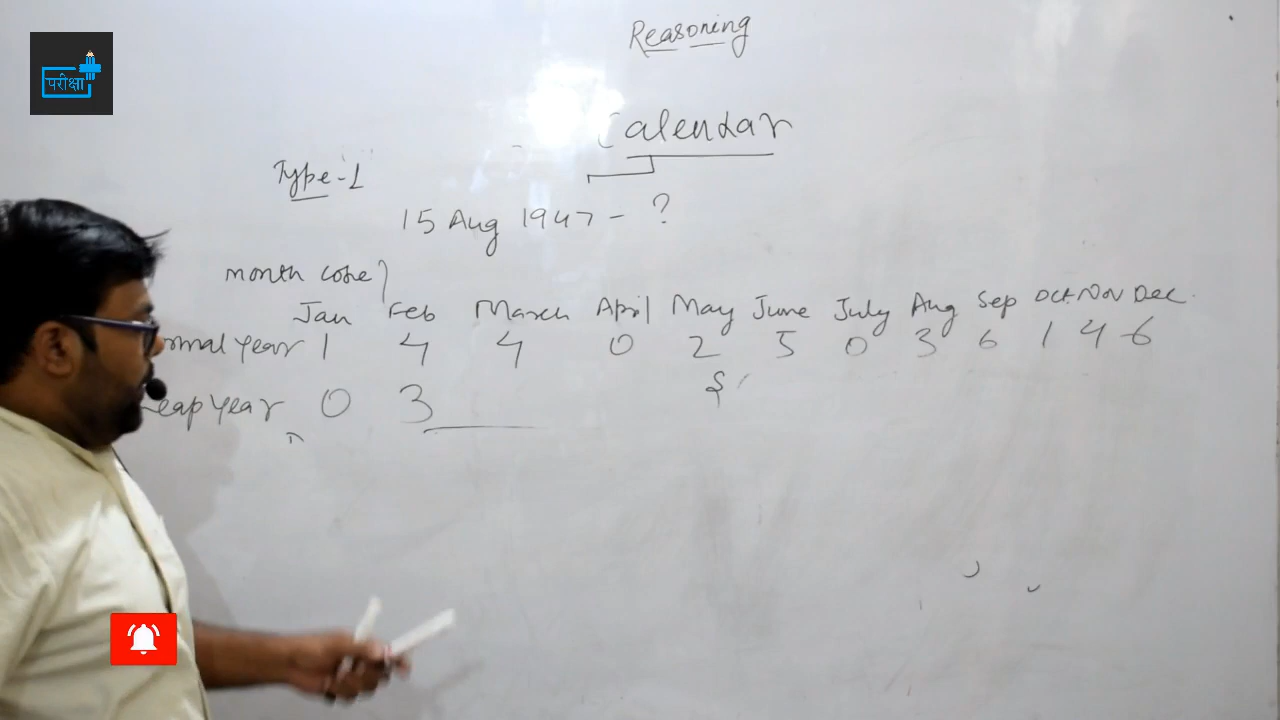 Reasoning
परीक्षा
Calendar
Type-1
15 Aug 1947 - ?
month code
Jan Feb March April May June July Aug Sep Oct Nov Dec
rmal year 1 4 4 0 2 5 0 3 6 1 4 6
eap year 0 3